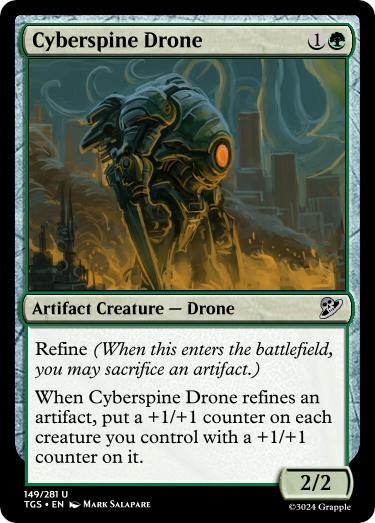 Cyberspine Drone 1
Artifact Creature — Drone
Refine (When this enters the battlefield,
you may sacrifice an artifact.)
When Cyberspine Drone refines an
artifact, put a +1/+1 counter on each
creature you control with a +1/+1
counter on it.
2/2
149/281 U
TGS • EN Mark Salapare
©3024 Grapple